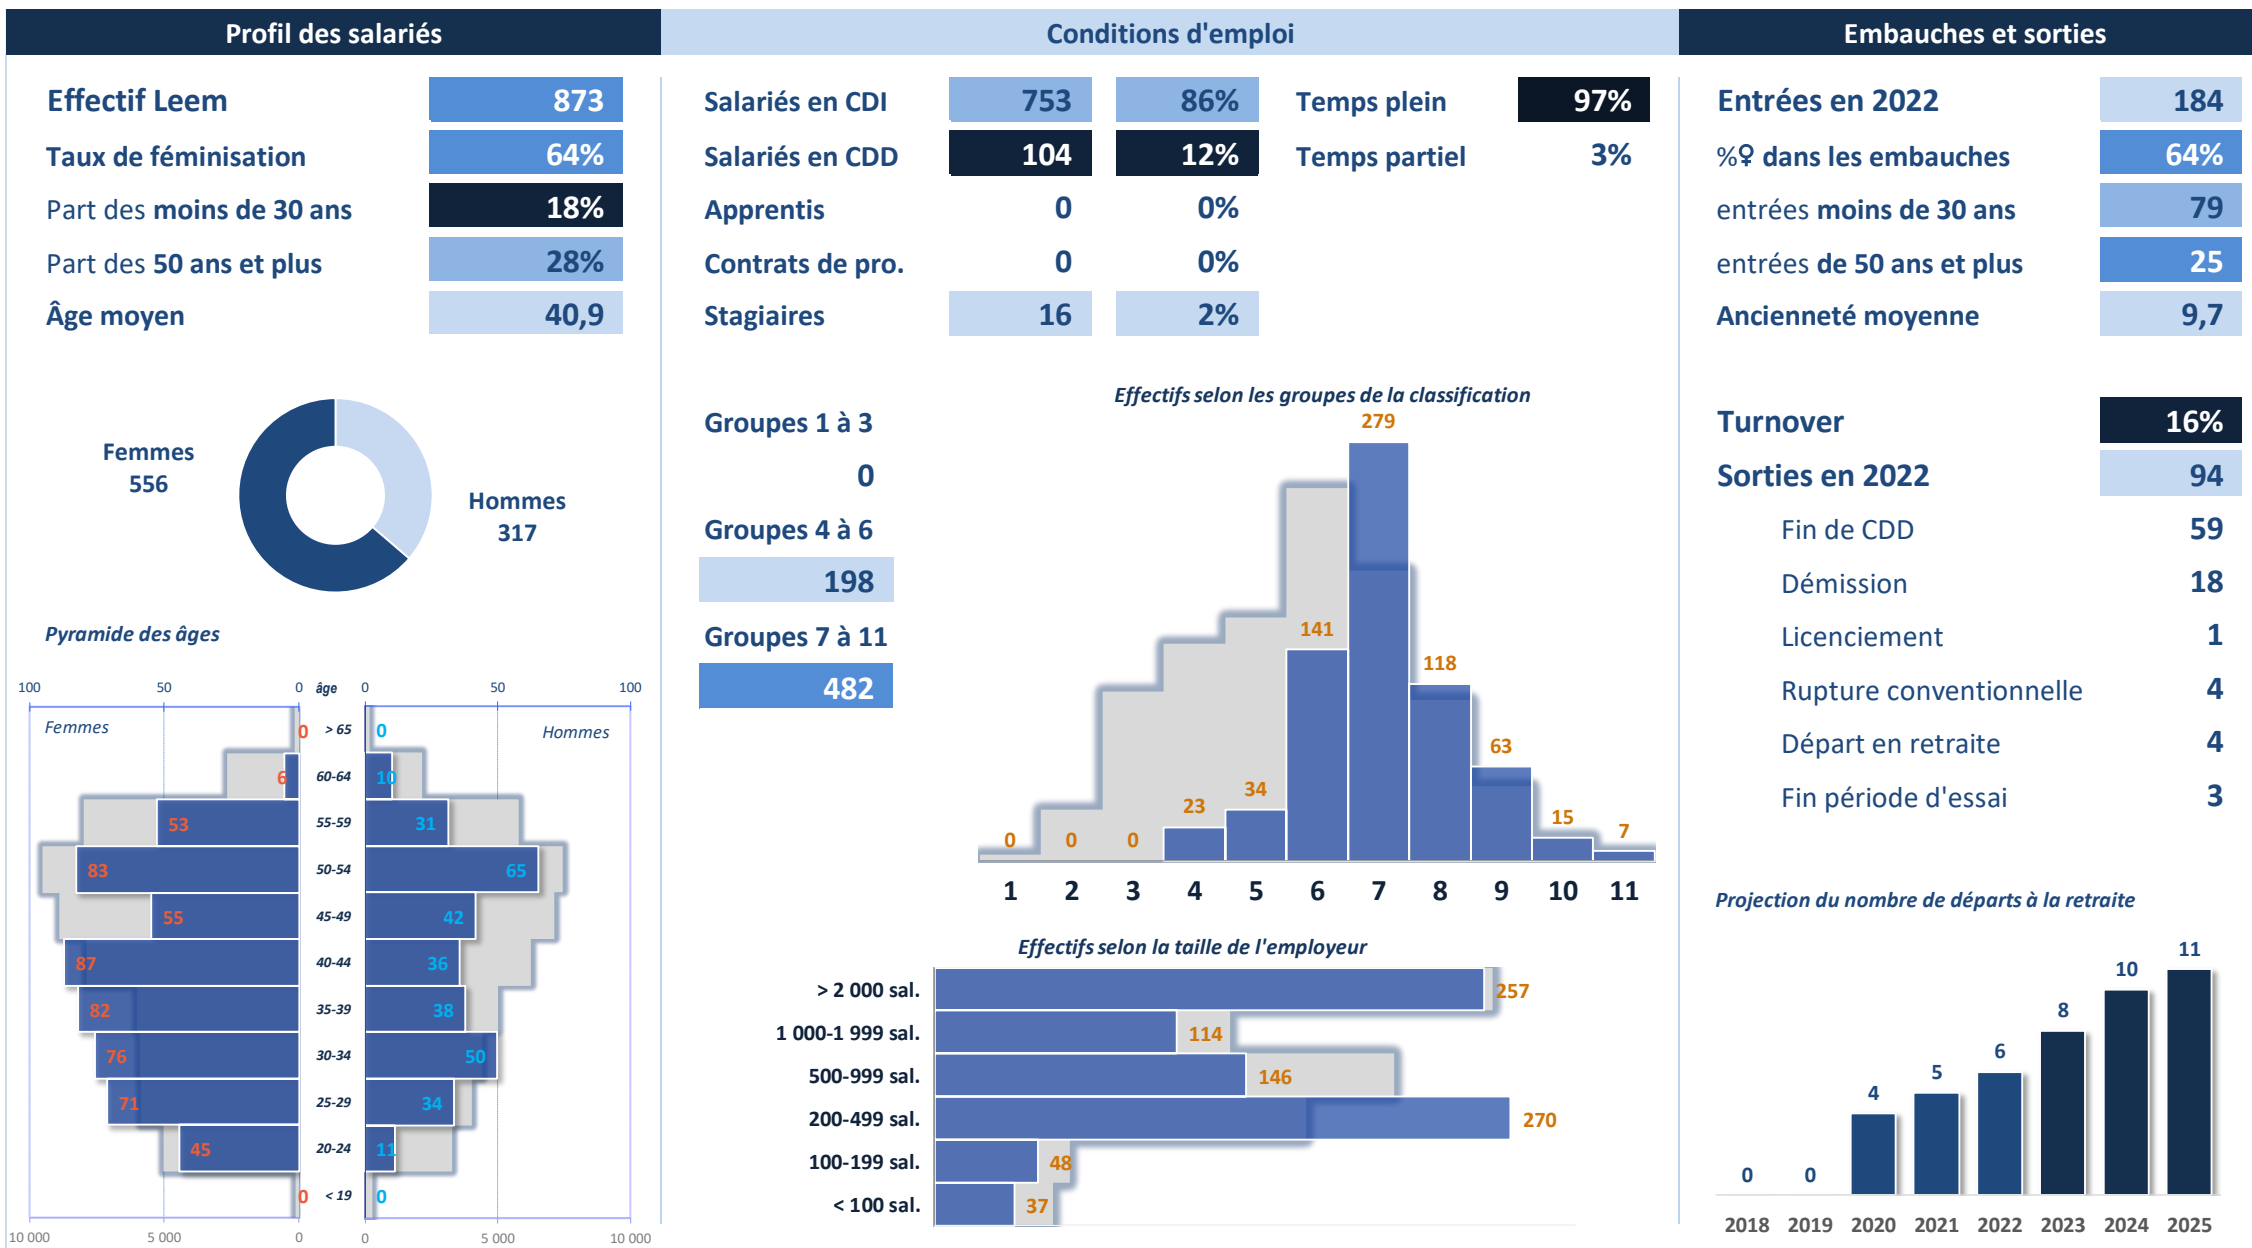 Profil des salariés
Effectif Leem 873
Taux de féminisation 64%
Part des moins de 30 ans 18%
Part des 50 ans et plus 28%
Âge moyen 40,9
Femmes
556
Hommes
317
Pyramide des âges
100 50 0 âge 0 50 100
Femmes Hommes
0 > 65 0
6 60-64 10
53 55-59 31
83 50-54 65
55 45-49 42
87 40-44 36
82 35-39 38
76 30-34 50
71 25-29 34
45 20-24 11
0 < 19 0
10 000 5 000 0 0 5 000 10 000
Conditions d'emploi
Salariés en CDI 753 86% Temps plein 97%
Salariés en CDD 104 12% Temps partiel 3%
Apprentis 0 0%
Contrats de pro. 0 0%
Stagiaires 16 2%
Groupes 1 à 3
0
Groupes 4 à 6
198
Groupes 7 à 11
482
Effectifs selon les groupes de la classification
0 0 0 23 34 141 279 118 63 15 7
1 2 3 4 5 6 7 8 9 10 11
Effectifs selon la taille de l'employeur
> 2 000 sal. 257
1 000-1 999 sal. 114
500-999 sal. 146
200-499 sal. 270
100-199 sal. 48
< 100 sal. 37
Embauches et sorties
Entrées en 2022 184
%♀ dans les embauches 64%
entrées moins de 30 ans 79
entrées de 50 ans et plus 25
Ancienneté moyenne 9,7
Turnover 16%
Sorties en 2022 94
Fin de CDD 59
Démission 18
Licenciement 1
Rupture conventionnelle 4
Départ en retraite 4
Fin période d'essai 3
Projection du nombre de départs à la retraite
0 0 4 5 6 8 10 11
2018 2019 2020 2021 2022 2023 2024 2025